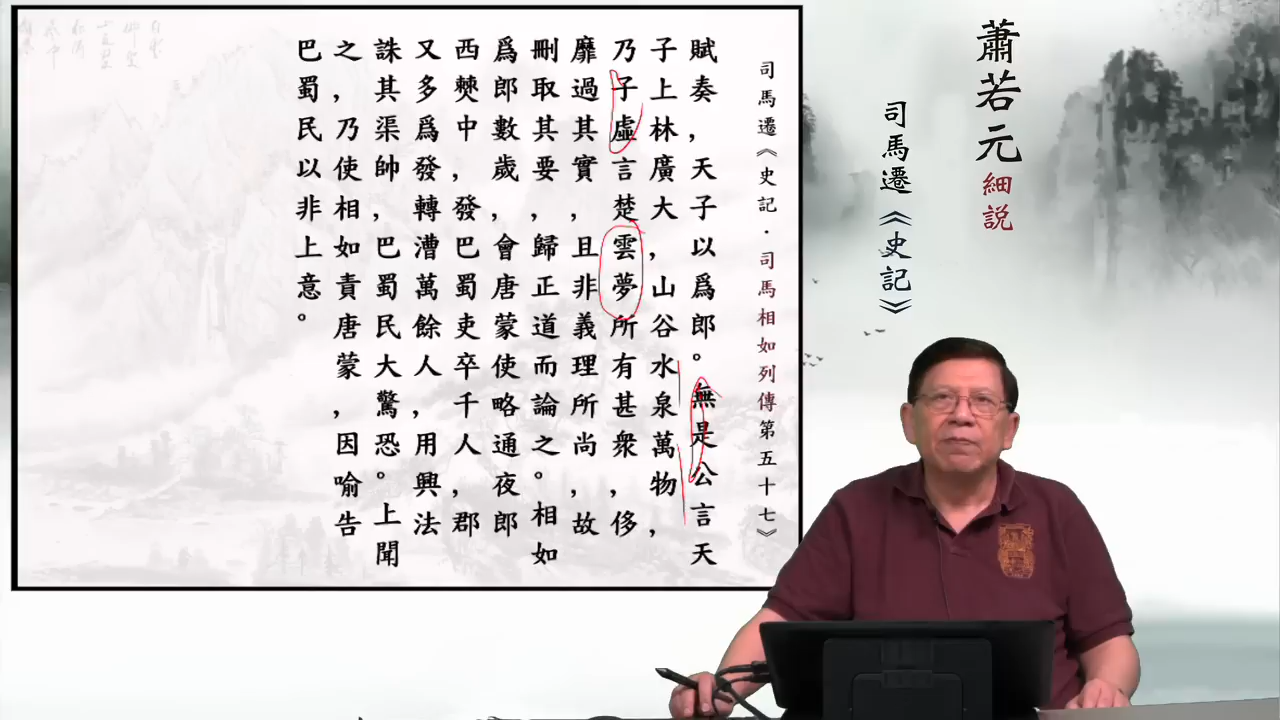 蕭若元細説
司馬遷《史記》
司馬遷《史記·司馬相如列傳第五十七》
賦奏，天子以爲郎。無是公言天
子上林廣大，山谷水泉萬物，
乃子虛言楚雲夢所有甚衆，侈
靡過其實，且非義理所尚，故
刪取其要，歸正道而論之。相如
爲郎數歲，會唐蒙使略通夜郎
西僰中，發巴蜀吏卒千人，郡
又多爲發轉漕萬餘人，用興法
誅其渠帥，巴蜀民大驚恐。上聞
之，乃使相如責唐蒙，因喻告
巴蜀民以非上意。